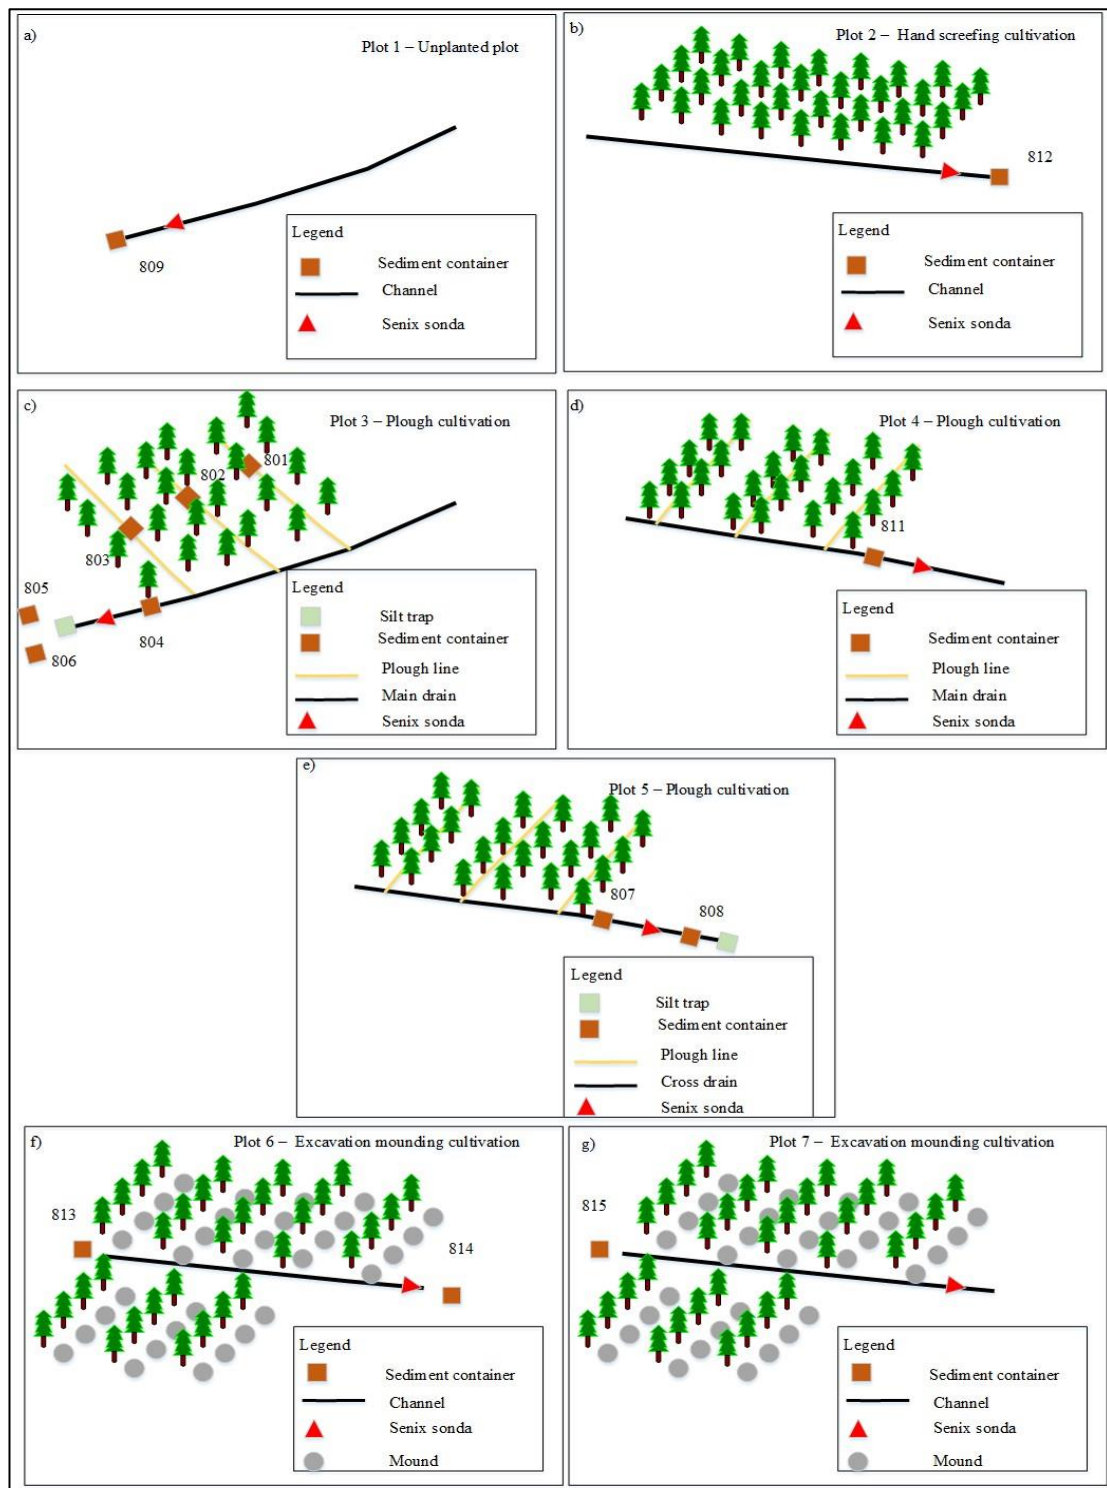 a)
Plot 1 – Unplanted plot
809
Legend
Sediment container
Channel
Senix sonda
b)
Plot 2 – Hand screefing cultivation
812
Legend
Sediment container
Channel
Senix sonda
c)
Plot 3 – Plough cultivation
801
802
803
805
804
806
Legend
Silt trap
Sediment container
Plough line
Main drain
Senix sonda
d)
Plot 4 – Plough cultivation
811
Legend
Sediment container
Plough line
Main drain
Senix sonda
e)
Plot 5 – Plough cultivation
807
808
Legend
Silt trap
Sediment container
Plough line
Cross drain
Senix sonda
f)
Plot 6 – Excavation mounding cultivation
813
814
Legend
Sediment container
Channel
Senix sonda
Mound
g)
Plot 7 – Excavation mounding cultivation
815
Legend
Sediment container
Channel
Senix sonda
Mound